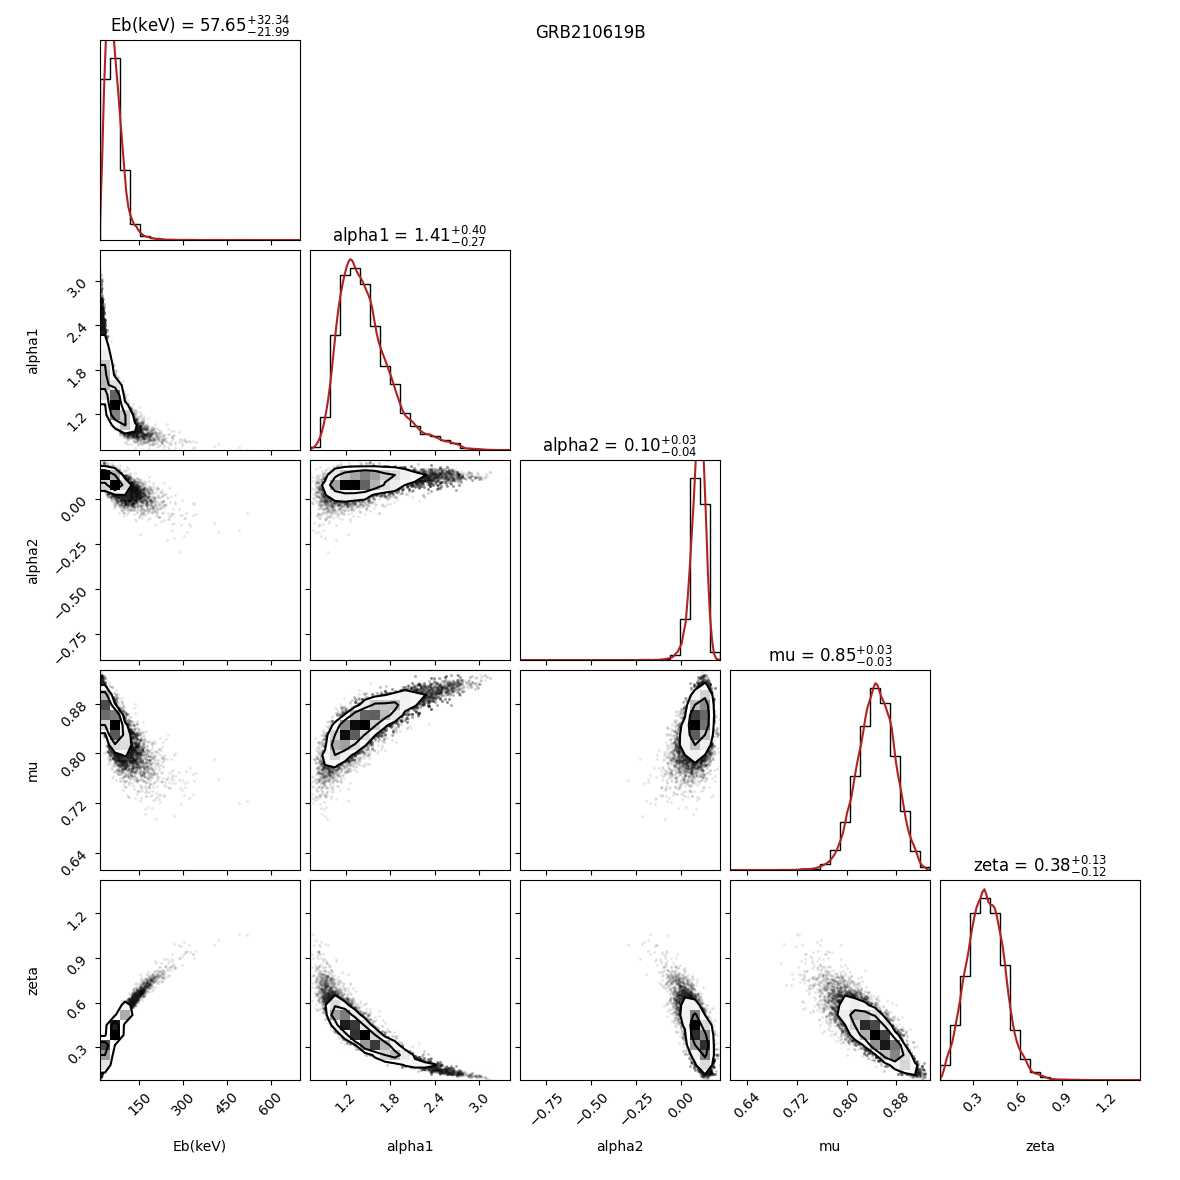 GRB210619B
Eb(keV) = 57.65^{+32.34}_{−21.99}
alpha1 = 1.41^{+0.40}_{−0.27}
3.0
2.4
1.8
1.2
alpha1
alpha2 = 0.10^{+0.03}_{−0.04}
0.00
−0.25
−0.50
−0.75
alpha2
mu = 0.85^{+0.03}_{−0.03}
0.88
0.80
0.72
0.64
mu
zeta = 0.38^{+0.13}_{−0.12}
1.2
0.9
0.6
0.3
zeta
150 300 450 600 1.2 1.8 2.4 3.0 −0.75 −0.50 −0.25 0.00 0.64 0.72 0.80 0.88 0.3 0.6 0.9 1.2
Eb(keV) alpha1 alpha2 mu zeta